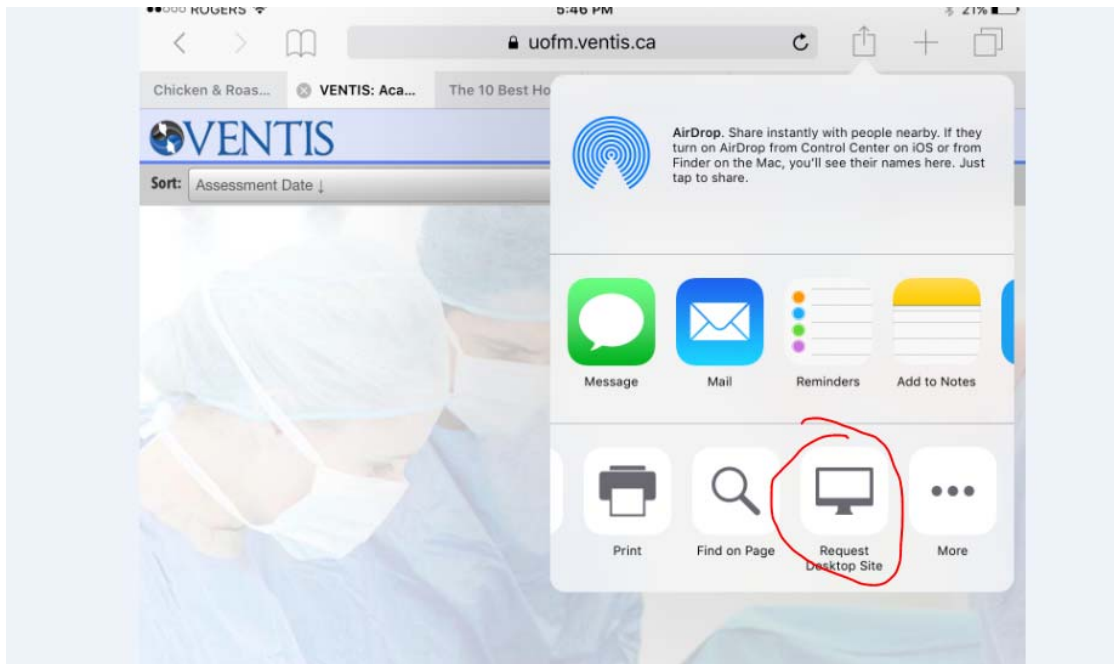 ROGERS 5:46 PM 21%
uofm.ventis.ca
Chicken & Roas... VENTIS: Aca... The 10 Best Ho
VENTIS
Sort: Assessment Date ↓
AirDrop. Share instantly with people nearby. If they
turn on AirDrop from Control Center on iOS or from
Finder on the Mac, you'll see their names here. Just
tap to share.
Message Mail Reminders Add to Notes
Print Find on Page Request
Desktop Site More